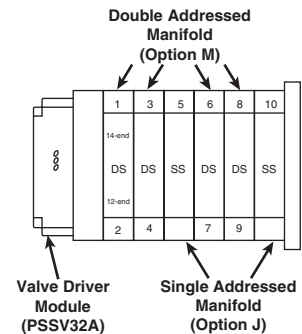 Double Addressed
Manifold
(Option M)
1 3 5 6 8 10
14-end
DS DS SS DS DS SS
12-end
2 4 7 9
Valve Driver
Module
(PSSV32A)
Single Addressed
Manifold
(Option J)